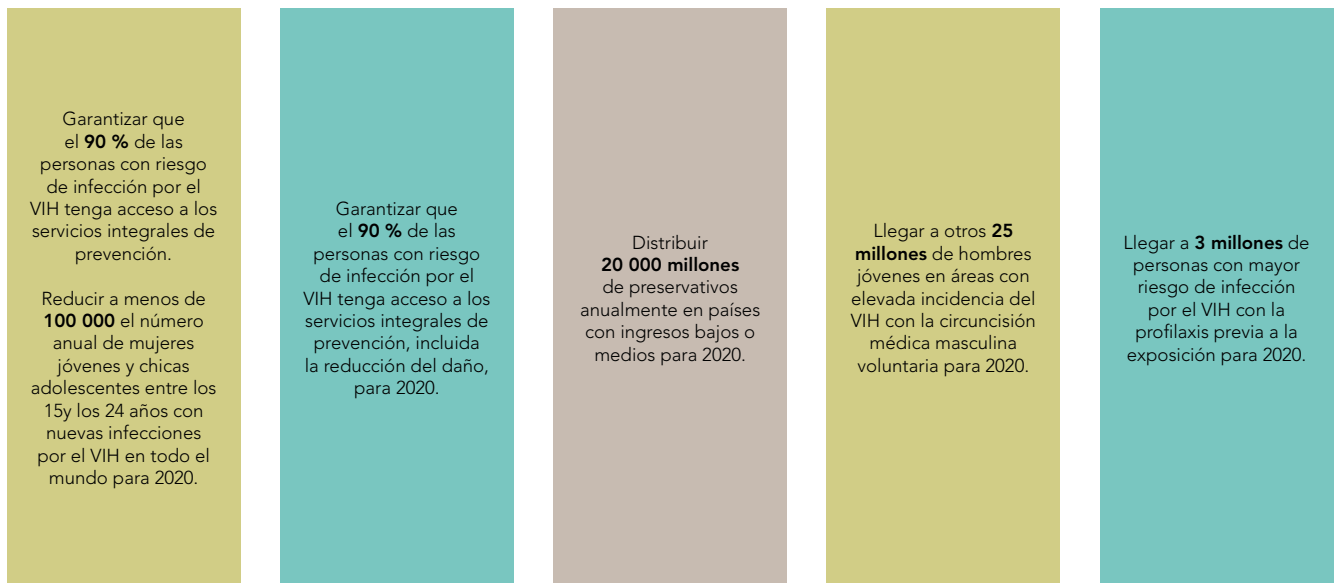 Garantizar que
el 90 % de las
personas con riesgo
de infección por el
VIH tenga acceso a los
servicios integrales de
prevención.
Reducir a menos de
100 000 el número
anual de mujeres
jóvenes y chicas
adolescentes entre los
15y los 24 años con
nuevas infecciones
por el VIH en todo el
mundo para 2020.
Garantizar que
el 90 % de las
personas con riesgo
de infección por el
VIH tenga acceso a los
servicios integrales de
prevención, incluida
la reducción del daño,
para 2020.
Distribuir
20 000 millones
de preservativos
anualmente en países
con ingresos bajos o
medios para 2020.
Llegar a otros 25
millones de hombres
jóvenes en áreas con
elevada incidencia del
VIH con la circuncisión
médica masculina
voluntaria para 2020.
Llegar a 3 millones de
personas con mayor
riesgo de infección
por el VIH con la
profilaxis previa a la
exposición para 2020.